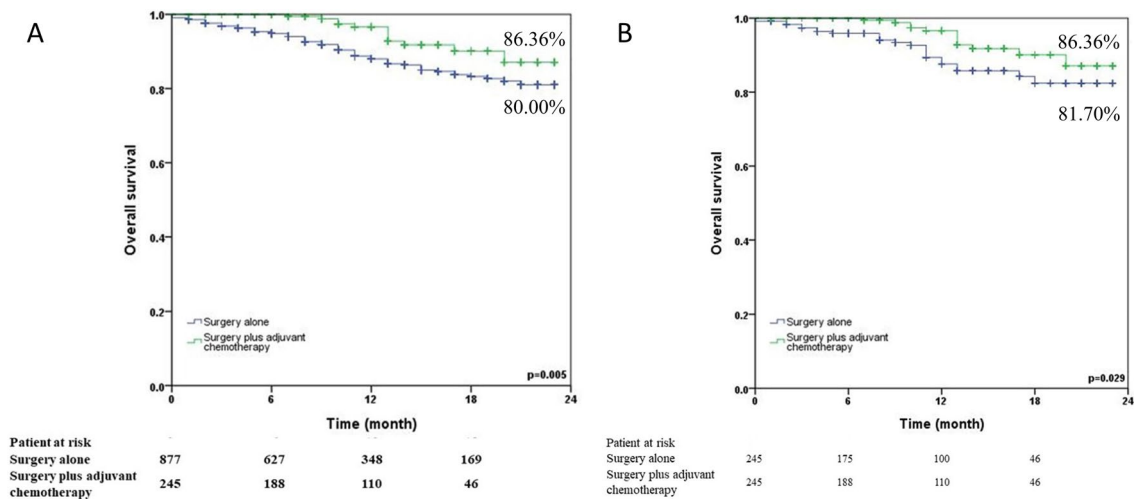 A
Overall survival
1.0
0.8
0.6
0.4
0.2
0.0
86.36%
80.00%
Surgery alone
Surgery plus adjuvant
chemotherapy
p=0.005
0 6 12 18 24
Time (month)
Patient at risk
Surgery alone 877 627 348 169
Surgery plus adjuvant
chemotherapy 245 188 110 46
B
Overall survival
1.0
0.8
0.6
0.4
0.2
0.0
86.36%
81.70%
Surgery alone
Surgery plus adjuvant
chemotherapy
p=0.029
0 6 12 18 24
Time (month)
Patient at risk
Surgery alone 245 175 100 46
Surgery plus adjuvant
chemotherapy 245 188 110 46